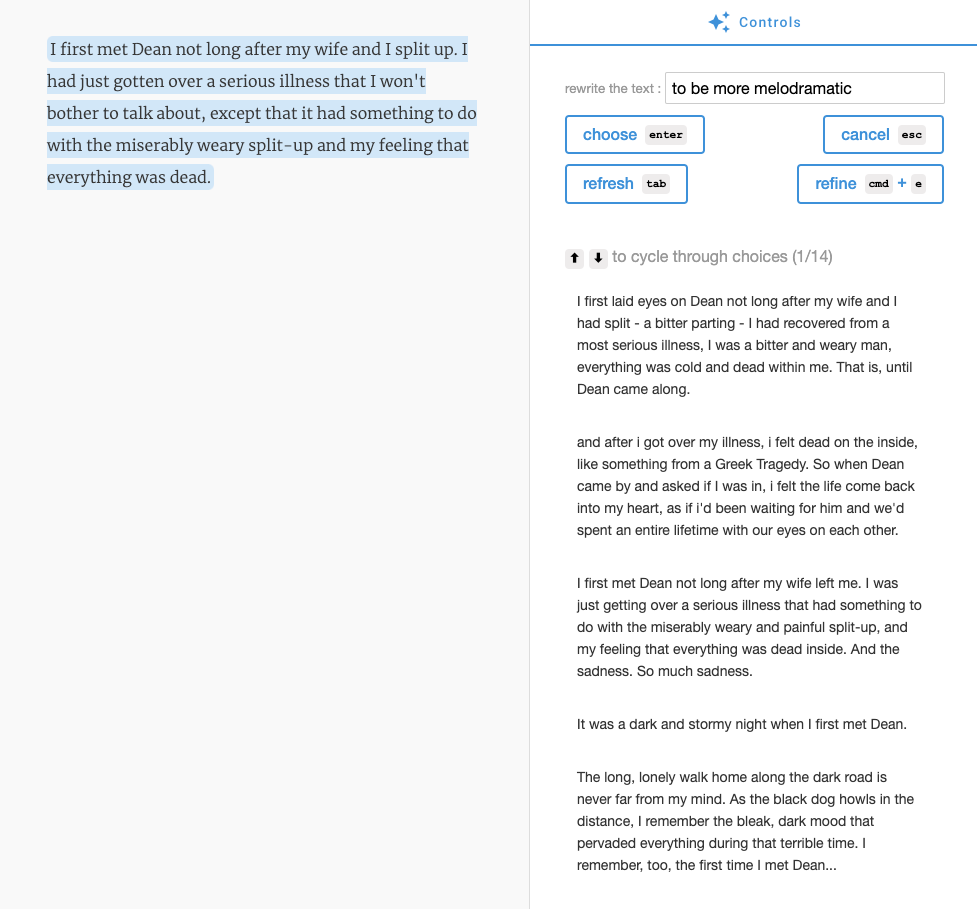 I first met Dean not long after my wife and I split up. I
had just gotten over a serious illness that I won't
bother to talk about, except that it had something to do
with the miserably weary split-up and my feeling that
everything was dead.
Controls
rewrite the text : to be more melodramatic
choose enter
cancel esc
refresh tab
refine cmd + e
⬆ ⬇ to cycle through choices (1/14)
I first laid eyes on Dean not long after my wife and I
had split - a bitter parting - I had recovered from a
most serious illness, I was a bitter and weary man,
everything was cold and dead within me. That is, until
Dean came along.
and after i got over my illness, i felt dead on the inside,
like something from a Greek Tragedy. So when Dean
came by and asked if I was in, i felt the life come back
into my heart, as if i'd been waiting for him and we'd
spent an entire lifetime with our eyes on each other.
I first met Dean not long after my wife left me. I was
just getting over a serious illness that had something to
do with the miserably weary and painful split-up, and
my feeling that everything was dead inside. And the
sadness. So much sadness.
It was a dark and stormy night when I first met Dean.
The long, lonely walk home along the dark road is
never far from my mind. As the black dog howls in the
distance, I remember the bleak, dark mood that
pervaded everything during that terrible time. I
remember, too, the first time I met Dean...